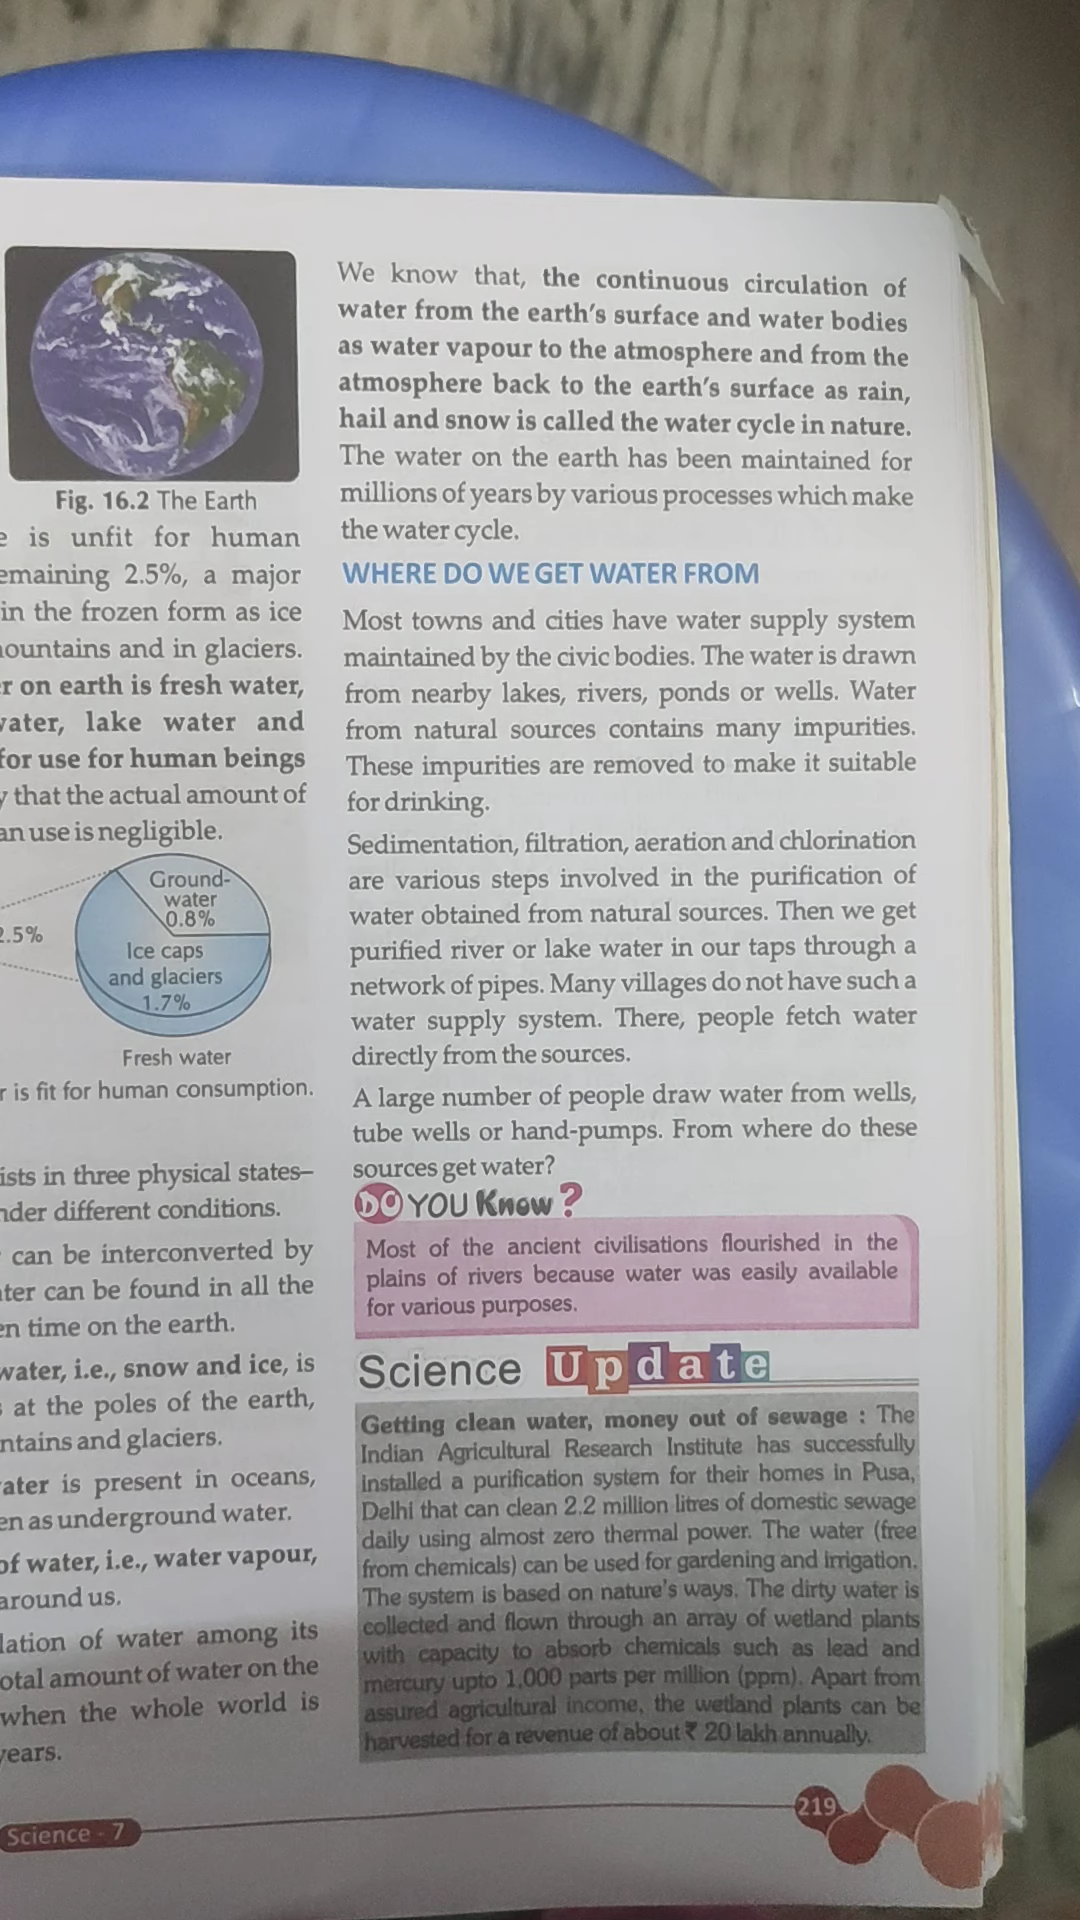 Fig. 16.2 The Earth
is unfit for human
remaining 2.5%, a major
in the frozen form as ice
mountains and in glaciers.
on earth is fresh water,
water, lake water and
for use for human beings
that the actual amount of
use is negligible.
Ground-
water
0.8%
2.5%
Ice caps
and glaciers
1.7%
Fresh water
is fit for human consumption.
in three physical states–
different conditions.
can be interconverted by
can be found in all the
time on the earth.
water, i.e., snow and ice, is
at the poles of the earth,
and glaciers.
is present in oceans,
as underground water.
of water, i.e., water vapour,
around us.
of water among its
total amount of water on the
when the whole world is
years.
We know that, the continuous circulation of
water from the earth's surface and water bodies
as water vapour to the atmosphere and from the
atmosphere back to the earth's surface as rain,
hail and snow is called the water cycle in nature.
The water on the earth has been maintained for
millions of years by various processes which make
the water cycle.
WHERE DO WE GET WATER FROM
Most towns and cities have water supply system
maintained by the civic bodies. The water is drawn
from nearby lakes, rivers, ponds or wells. Water
from natural sources contains many impurities.
These impurities are removed to make it suitable
for drinking.
Sedimentation, filtration, aeration and chlorination
are various steps involved in the purification of
water obtained from natural sources. Then we get
purified river or lake water in our taps through a
network of pipes. Many villages do not have such a
water supply system. There, people fetch water
directly from the sources.
A large number of people draw water from wells,
tube wells or hand-pumps. From where do these
sources get water?
DO YOU Know?
Most of the ancient civilisations flourished in the
plains of rivers because water was easily available
for various purposes.
Science Update
Getting clean water, money out of sewage : The
Indian Agricultural Research Institute has successfully
installed a purification system for their homes in Pusa,
Delhi that can clean 2.2 million litres of domestic sewage
daily using almost zero thermal power. The water (free
from chemicals) can be used for gardening and irrigation.
The system is based on nature's ways. The dirty water is
collected and flown through an array of wetland plants
with capacity to absorb chemicals such as lead and
mercury upto 1,000 parts per million (ppm). Apart from
assured agricultural income, the wetland plants can be
harvested for a revenue of about ₹ 20 lakh annually.
Science - 7
219